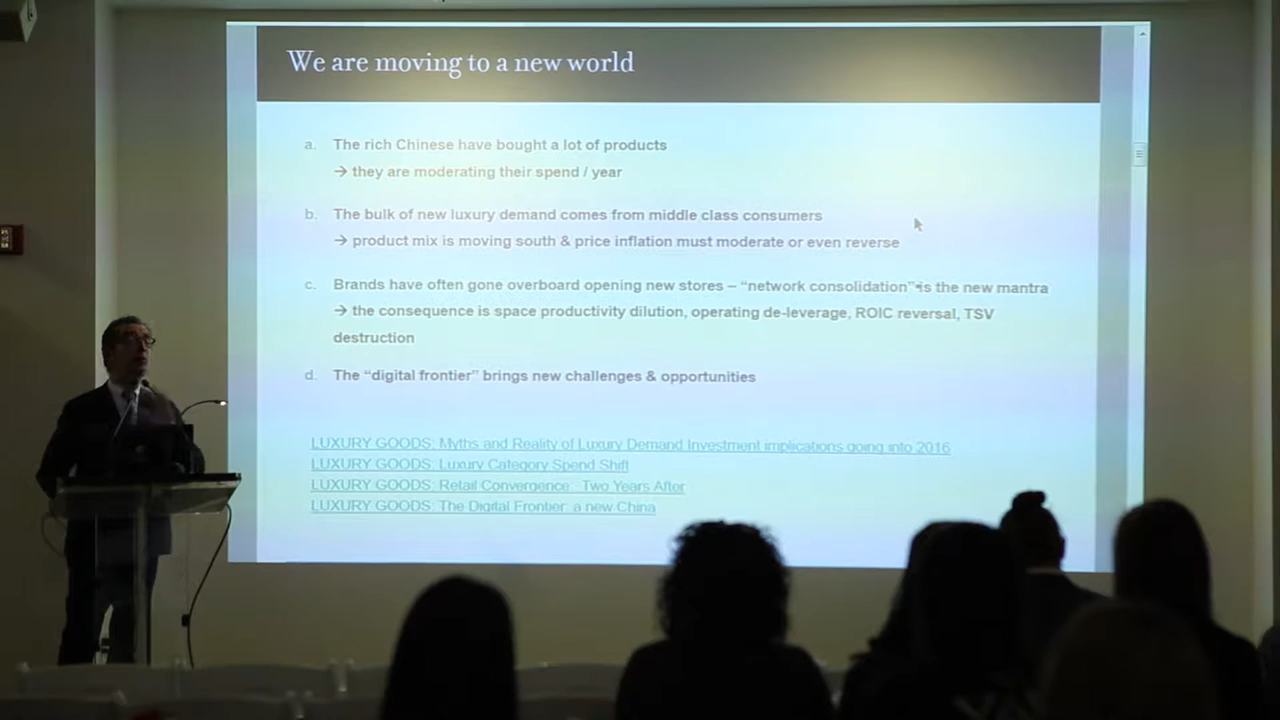 We are moving to a new world
a. The rich Chinese have bought a lot of products
→ they are moderating their spend / year
b. The bulk of new luxury demand comes from middle class consumers
→ product mix is moving south & price inflation must moderate or even reverse
c. Brands have often gone overboard opening new stores – “network consolidation” is the new mantra
→ the consequence is space productivity dilution, operating de-leverage, ROIC reversal, TSV
destruction
d. The “digital frontier” brings new challenges & opportunities
LUXURY GOODS: Myths and Reality of Luxury Demand Investment implications going into 2016
LUXURY GOODS: Luxury Category Spend Shift
LUXURY GOODS: Retail Convergence: Two Years After
LUXURY GOODS: The Digital Frontier: a new China